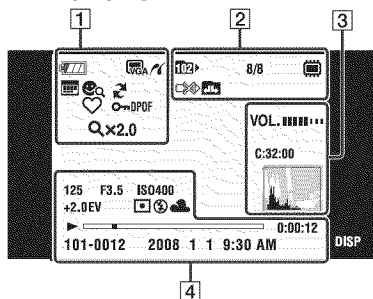 1
2
3
VGA
102
8/8
DPOF
×2.0
VOL.
C:32:00
125 F3.5 ISO400
+2.0EV
0:00:12
101-0012 2008 1 1 9:30 AM
DISP
4